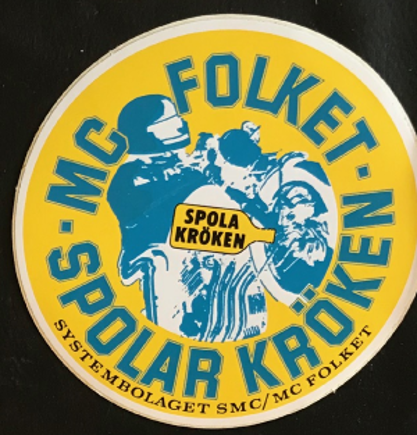 MC FOLKET
SPOLAR KRÖKEN
SPOLA
KRÖKEN
SYSTEMBOLAGET SMC/MC FOLKET